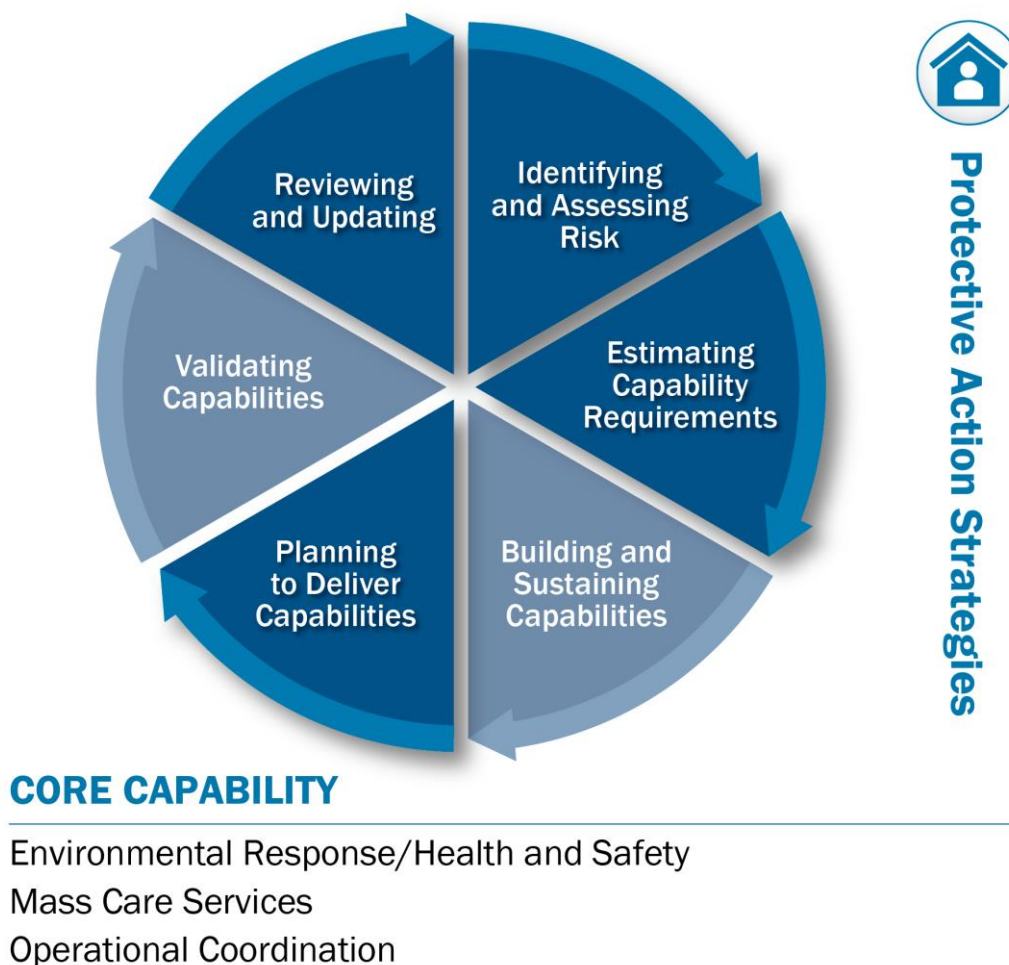 Reviewing
and Updating
Identifying
and Assessing
Risk
Estimating
Capability
Requirements
Building and
Sustaining
Capabilities
Planning
to Deliver
Capabilities
Validating
Capabilities
Protective Action Strategies
CORE CAPABILITY
Environmental Response/Health and Safety
Mass Care Services
Operational Coordination